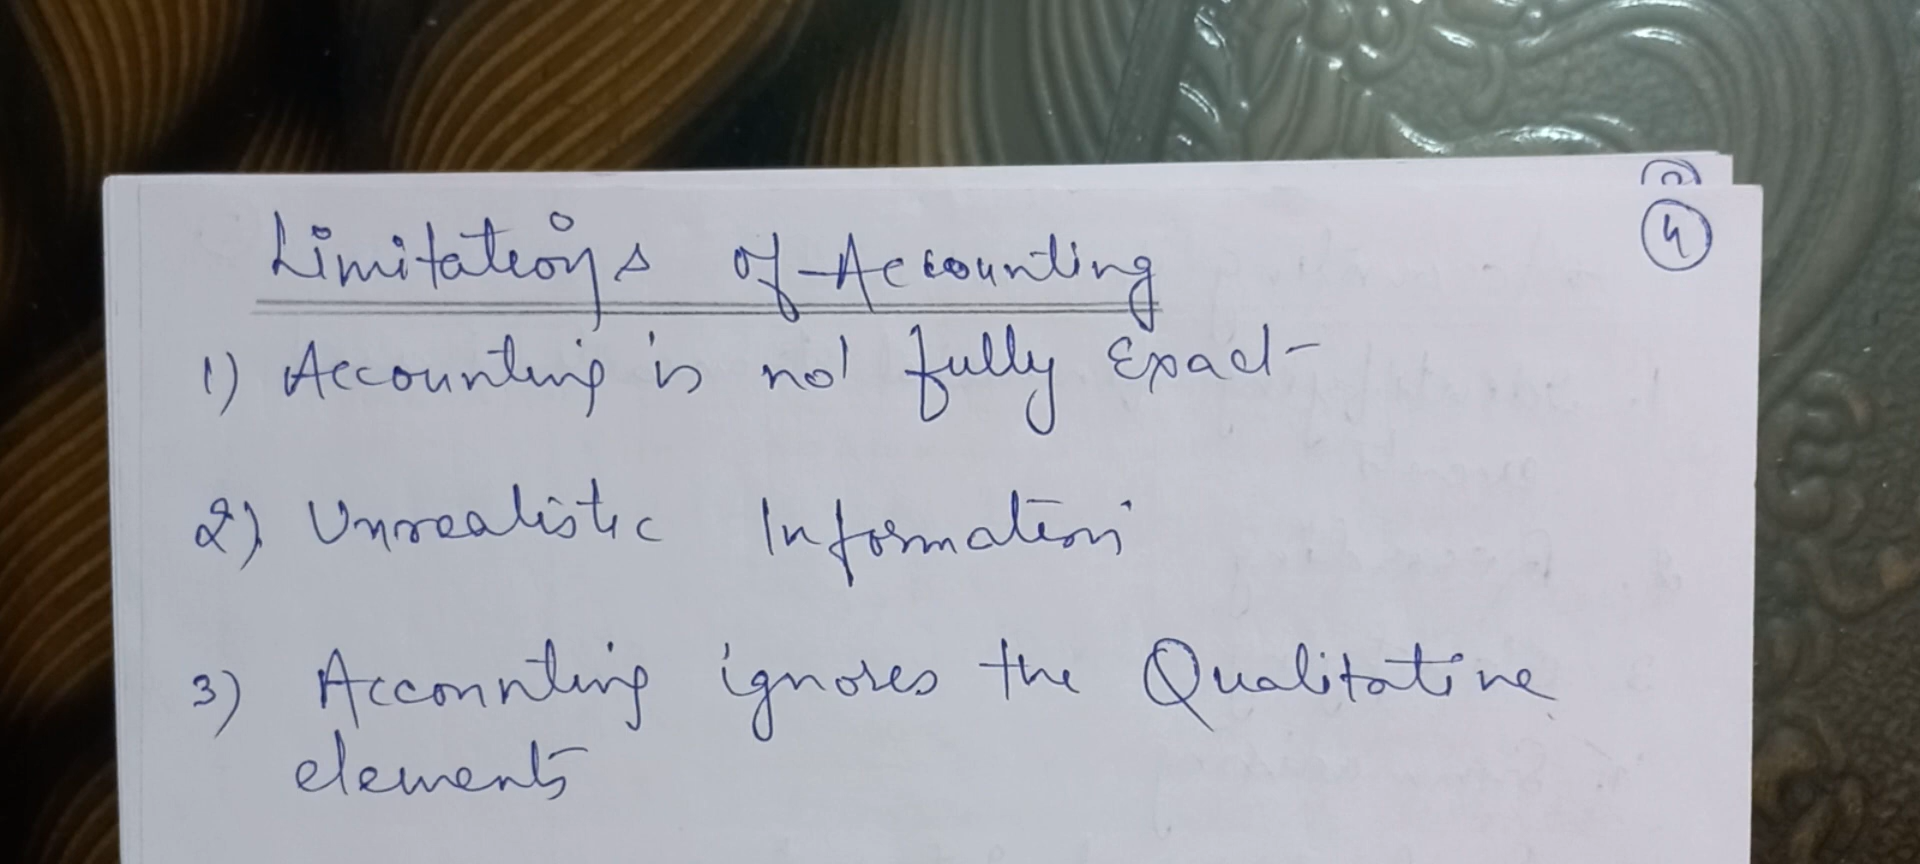 4
Limitations of Accounting
1) Accounting is not fully Exact
2) Unrealistic Information
3) Accounting ignores the Qualitative
elements